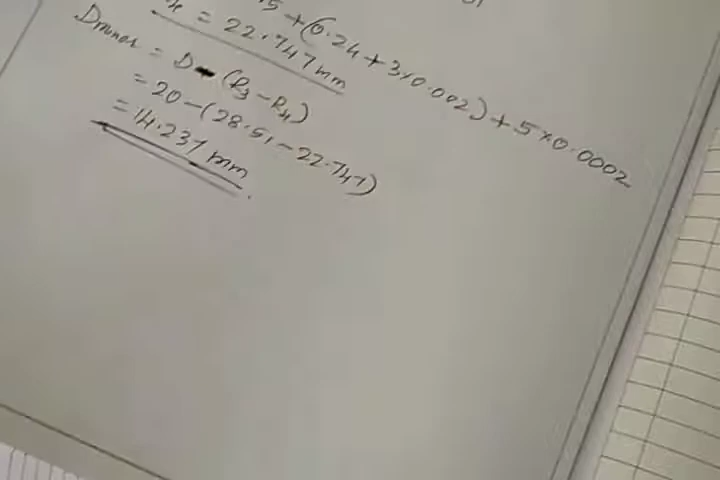 5 + (0.24 + 3×0.002) + 5×0.0002
= 22.747 mm
= D - (R3 - R4)
= 20 - (28.51 - 22.747)
= 14.237 mm